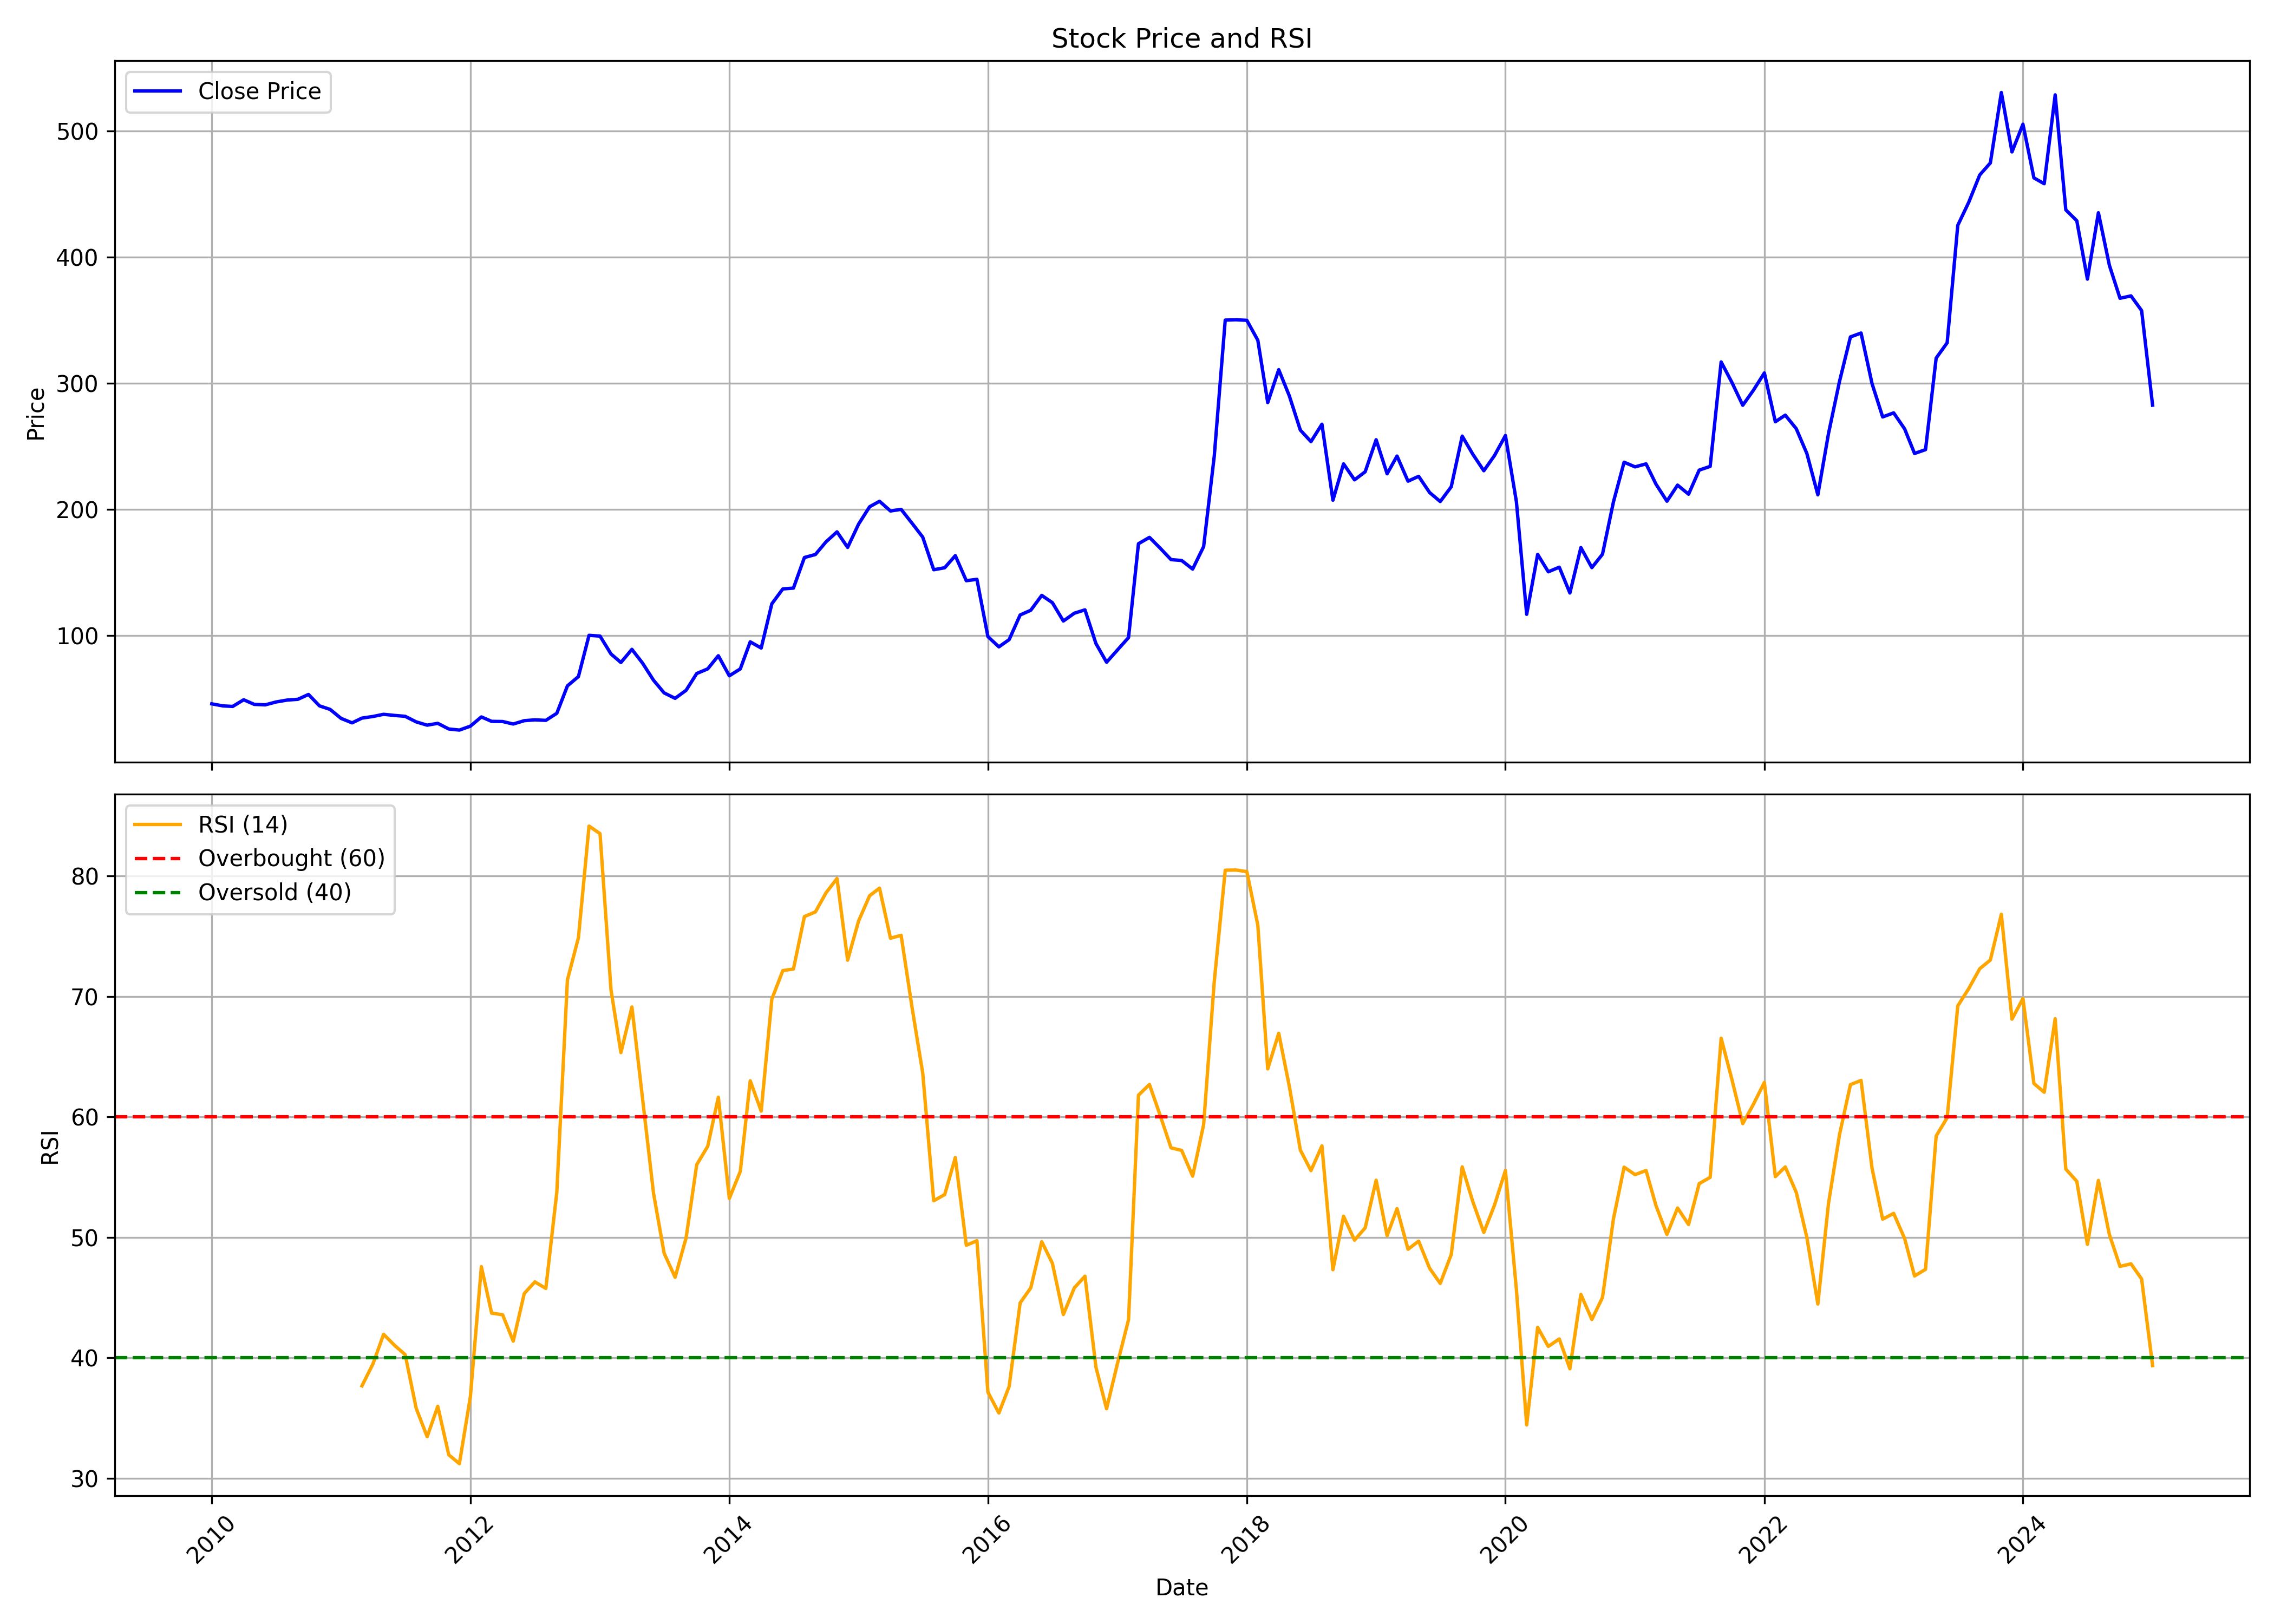 Stock Price and RSI
Close Price
500
400
300
200
100
Price
RSI (14)
Overbought (60)
Oversold (40)
80
70
60
50
40
30
RSI
2010
2012
2014
2016
2018
2020
2022
2024
Date